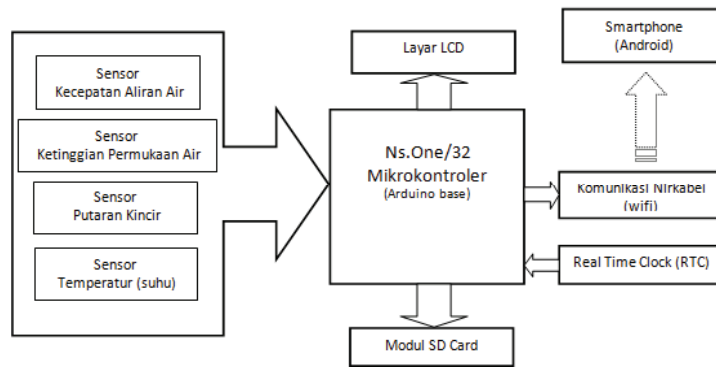 Sensor
Kecepatan Aliran Air
Sensor
Ketinggian Permukaan Air
Sensor
Putaran Kincir
Sensor
Temperatur (suhu)
Layar LCD
Ns.One/32
Mikrokontroler
(Arduino base)
Modul SD Card
Smartphone
(Android)
Komunikasi Nirkabel
(wifi)
Real Time Clock (RTC)